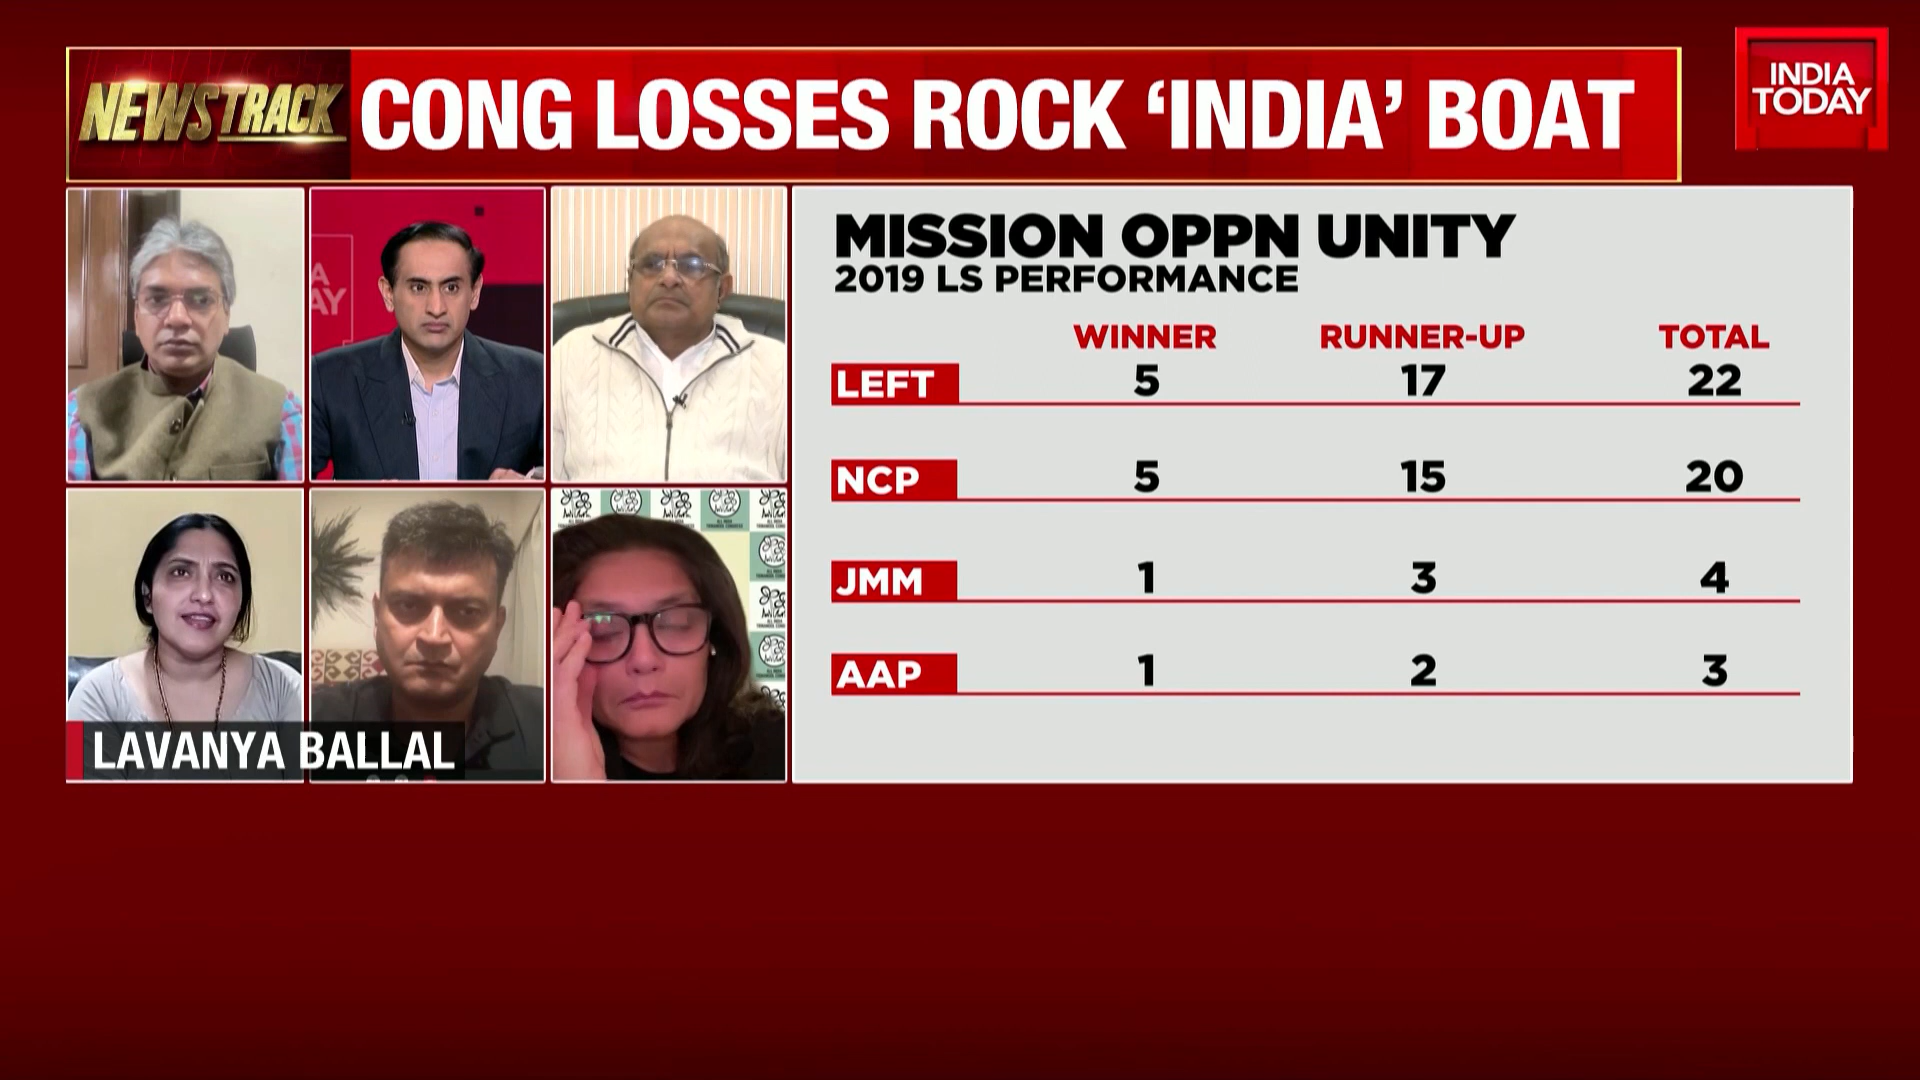 NEWSTRACK
CONG LOSSES ROCK ‘INDIA’ BOAT
INDIA
TODAY
MISSION OPPN UNITY
2019 LS PERFORMANCE
WINNER RUNNER-UP TOTAL
LEFT 5 17 22
NCP 5 15 20
JMM 1 3 4
AAP 1 2 3
LAVANYA BALLAL